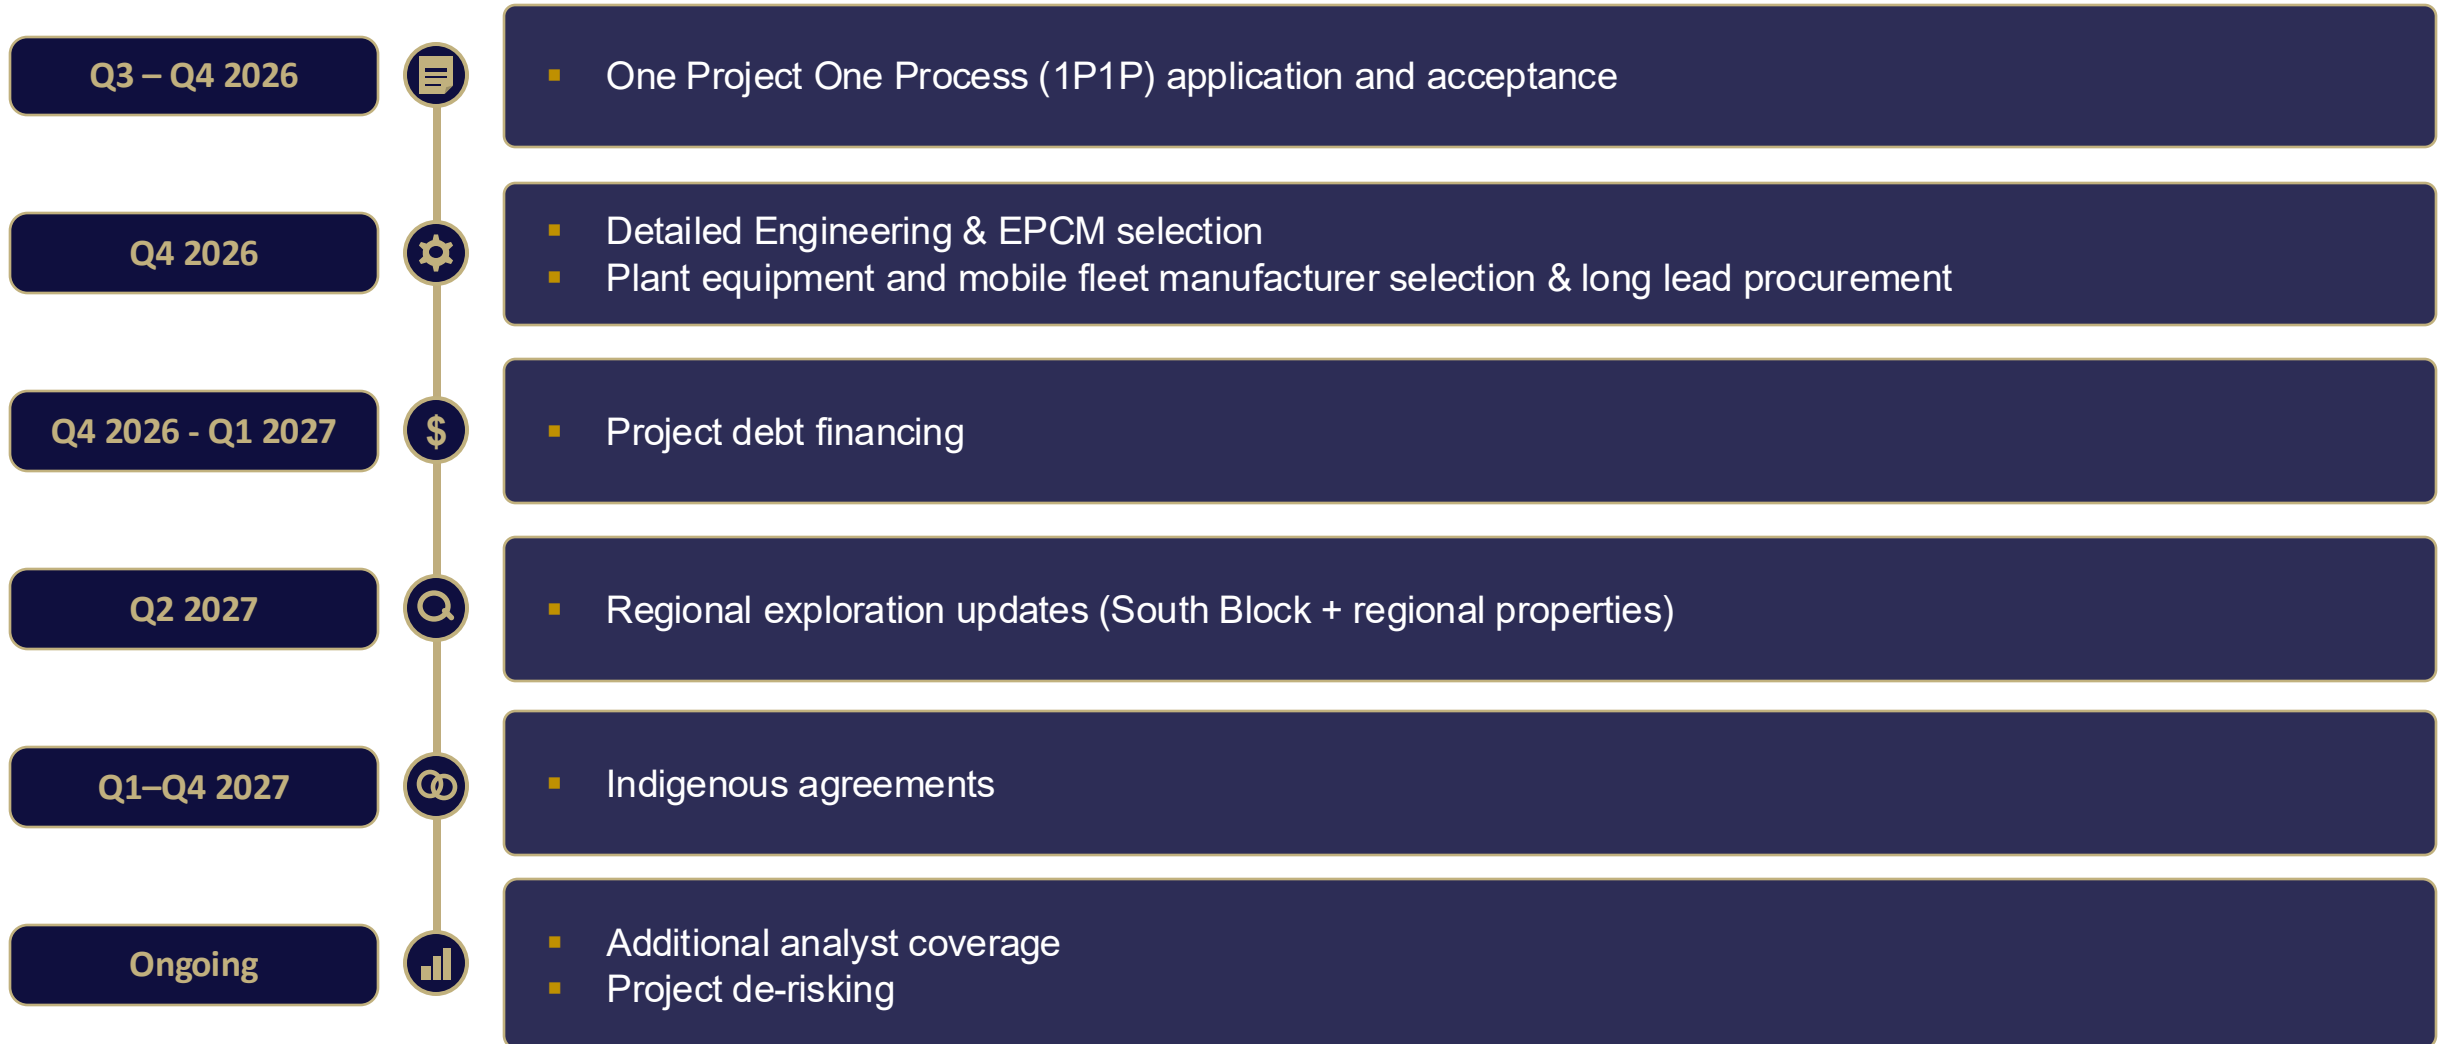 Q3 – Q4 2026
One Project One Process (1P1P) application and acceptance
Q4 2026
Detailed Engineering & EPCM selection
Plant equipment and mobile fleet manufacturer selection & long lead procurement
Q4 2026 - Q1 2027
$
Project debt financing
Q2 2027
Regional exploration updates (South Block + regional properties)
Q1–Q4 2027
Indigenous agreements
Ongoing
Additional analyst coverage
Project de-risking